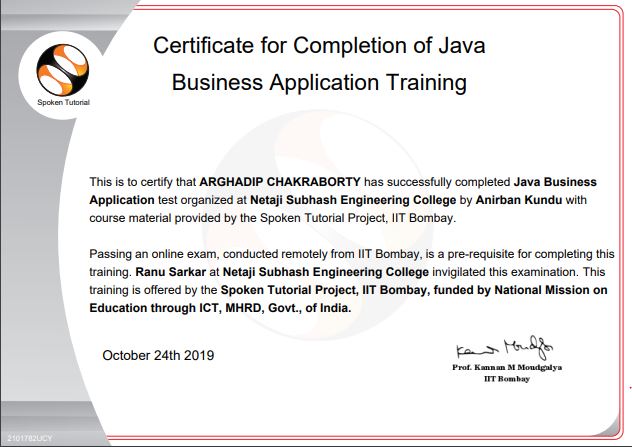 Certificate for Completion of Java
Business Application Training
Spoken Tutorial
This is to certify that ARGHADIP CHAKRABORTY has successfully completed Java Business
Application test organized at Netaji Subhash Engineering College by Anirban Kundu with
course material provided by the Spoken Tutorial Project, IIT Bombay.
Passing an online exam, conducted remotely from IIT Bombay, is a pre-requisite for completing this
training. Ranu Sarkar at Netaji Subhash Engineering College invigilated this examination. This
training is offered by the Spoken Tutorial Project, IIT Bombay, funded by National Mission on
Education through ICT, MHRD, Govt., of India.
October 24th 2019
Prof. Kannan M Moudgalya
IIT Bombay
2101782UCY